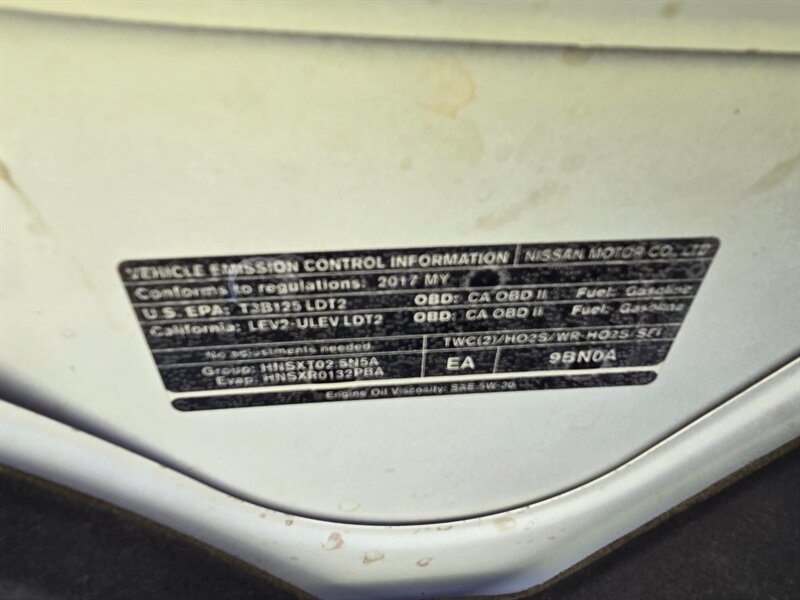 VEHICLE EMISSION CONTROL INFORMATION NISSAN MOTOR CO., LTD
Conforms to regulations: 2017 MY
U.S. EPA: T3B125 LDT2 OBD: CA OBD II Fuel: Gasoline
California: LEV2-ULEV LDT2 OBD: CA OBD II Fuel: Gasoline
No adjustments needed TWC(2)/HO2S/WR-HO2S/SFI
Group: HNSXT02.5N5A EA 9BN0A
Evap: HNSXR0132PBA
Engine Oil Viscosity: SAE 5W-30